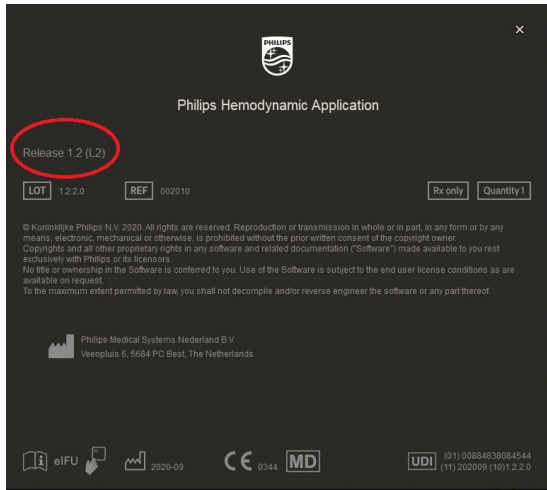 ×
PHILIPS
Philips Hemodynamic Application
Release 1.2 (L2)
LOT 1.2.2.0 REF 002010 Rx only Quantity 1
© Koninklijke Philips N.V. 2020. All rights are reserved. Reproduction or transmission in whole or in part, in any form or by any
means, electronic, mechanical or otherwise, is prohibited without the prior written consent of the copyright owner.
Copyrights and all other proprietary rights in any software and related documentation ("Software") made available to you rest
exclusively with Philips or its licensors.
No title or ownership in the Software is conferred to you. Use of the Software is subject to the end user license conditions as are
available on request.
To the maximum extent permitted by law, you shall not decompile and/or reverse engineer the software or any part thereof.
Philips Medical Systems Nederland B.V.
Veenpluis 6, 5684 PC Best, The Netherlands
eIFU 2020-09 CE 0344 MD UDI (01) 00884838084544
(11) 202009 (10)1.2.2.0